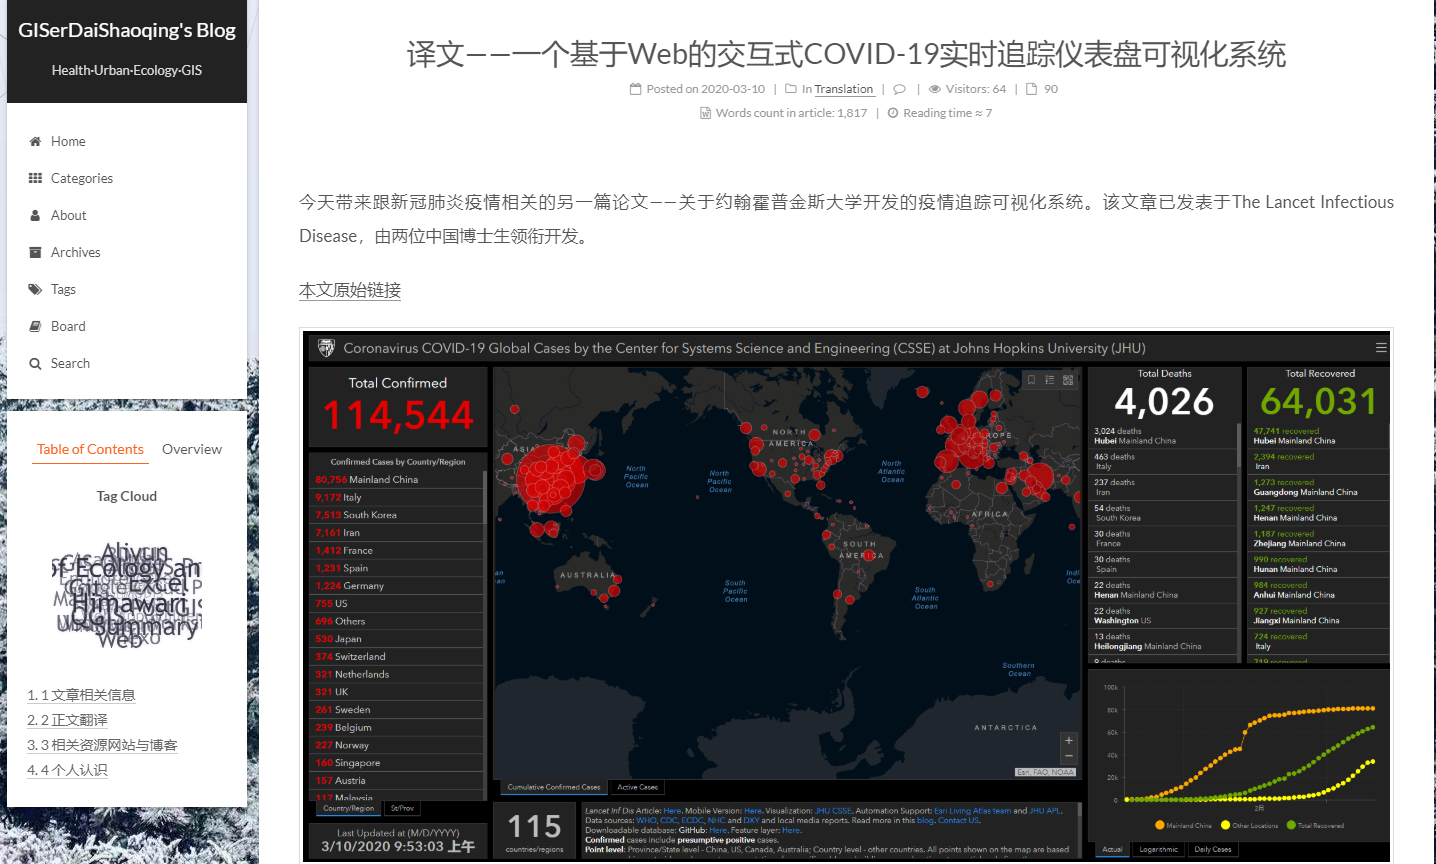 GISerDaiShaoqing's Blog
Health·Urban·Ecology·GIS
Home
Categories
About
Archives
Tags
Board
Search
Table of Contents
Overview
Tag Cloud
Aliyun
of Ecology an
Excel
Himawari
Summary
Web
1. 1 文章相关信息
2. 2 正文翻译
3. 3 相关资源网站与博客
4. 4 个人认识
译文——一个基于Web的交互式COVID-19实时追踪仪表盘可视化系统
Posted on 2020-03-10 | In Translation | | Visitors: 64 | 90
Words count in article: 1,817 | Reading time ≈ 7
今天带来跟新冠肺炎疫情相关的另一篇论文——关于约翰霍普金斯大学开发的疫情追踪可视化系统。该文章已发表于The Lancet Infectious
Disease，由两位中国博士生领衔开发。
本文原始链接
Coronavirus COVID-19 Global Cases by the Center for Systems Science and Engineering (CSSE) at Johns Hopkins University (JHU)
Total Confirmed
114,544
Confirmed Cases by Country/Region
80,756 Mainland China
9,172 Italy
7,513 South Korea
7,161 Iran
1,412 France
1,231 Spain
1,224 Germany
755 US
696 Others
530 Japan
374 Switzerland
321 Netherlands
321 UK
261 Sweden
239 Belgium
227 Norway
160 Singapore
157 Austria
117 Malaysia
Country/Region
St/Prov
Last Updated at (M/D/YYYY)
3/10/2020 9:53:03 上午
ASIA
NORTH
AMERICA
EUROPE
AFRICA
SOUTH
AMERICA
AUSTRALIA
ANTARCTICA
North
Pacific
Ocean
North
Pacific
Ocean
North
Atlantic
Ocean
South
Pacific
Ocean
South
Atlantic
Ocean
Southern
Ocean
Esri, FAO, NOAA
Cumulative Confirmed Cases
Active Cases
115
countries/regions
Lancet Inf Dis Article: Here. Mobile Version: Here. Visualization: JHU CSSE. Automation Support: Esri Living Atlas team and JHU APL.
Data sources: WHO, CDC, ECDC, NHC and DXY and local media reports. Read more in this blog. Contact US.
Downloadable database: GitHub: Here. Feature layer: Here.
Confirmed cases include presumptive positive cases.
Point level: Province/State level - China, US, Canada, Australia; Country level - other countries. All points shown on the map are based
Total Deaths
4,026
3,024 deaths
Hubei Mainland China
463 deaths
Italy
237 deaths
Iran
54 deaths
South Korea
30 deaths
France
30 deaths
Spain
22 deaths
Henan Mainland China
22 deaths
Washington US
13 deaths
Heilongjiang Mainland China
Total Recovered
64,031
47,741 recovered
Hubei Mainland China
2,394 recovered
Iran
1,273 recovered
Guangdong Mainland China
1,247 recovered
Henan Mainland China
1,187 recovered
Zhejiang Mainland China
990 recovered
Hunan Mainland China
984 recovered
Anhui Mainland China
927 recovered
Jiangxi Mainland China
724 recovered
Italy
100k
80k
60k
40k
20k
0
2月
Mainland China
Other Locations
Total Recovered
Actual
Logarithmic
Daily Cases